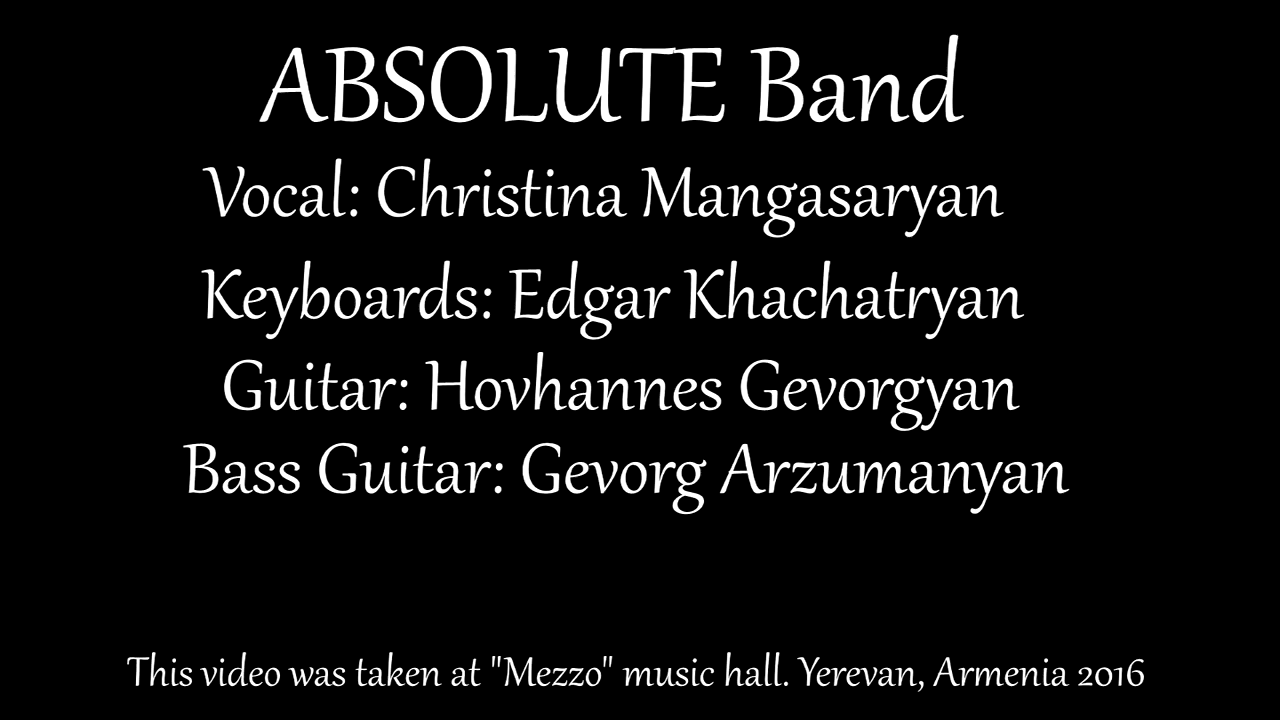 ABSOLUTE Band
Vocal: Christina Mangasaryan
Keyboards: Edgar Khachatryan
Guitar: Hovhannes Gevorgyan
Bass Guitar: Gevorg Arzumanyan
This video was taken at "Mezzo" music hall. Yerevan, Armenia 2016